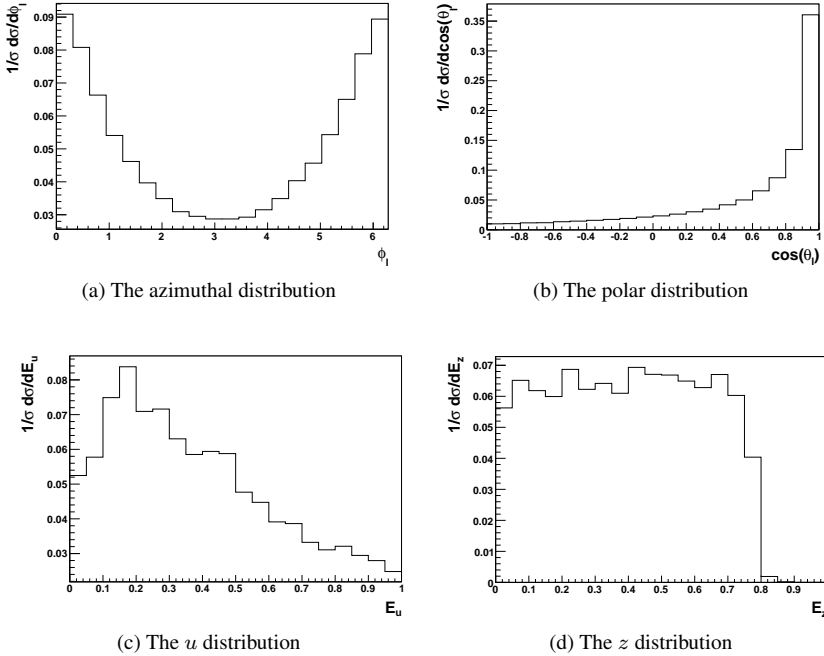 1/σ dσ/dϕ_l
0.09
0.08
0.07
0.06
0.05
0.04
0.03
0 1 2 3 4 5 6
ϕ_l
(a) The azimuthal distribution
1/σ dσ/dcos(θ_l)
0.35
0.3
0.25
0.2
0.15
0.1
0.05
-1 -0.8 -0.6 -0.4 -0.2 0 0.2 0.4 0.6 0.8 1
cos(θ_l)
(b) The polar distribution
1/σ dσ/dE_u
0.08
0.07
0.06
0.05
0.04
0.03
0 0.1 0.2 0.3 0.4 0.5 0.6 0.7 0.8 0.9 1
E_u
(c) The u distribution
1/σ dσ/dE_z
0.07
0.06
0.05
0.04
0.03
0.02
0.01
0
0 0.1 0.2 0.3 0.4 0.5 0.6 0.7 0.8 0.9
E_z
(d) The z distribution